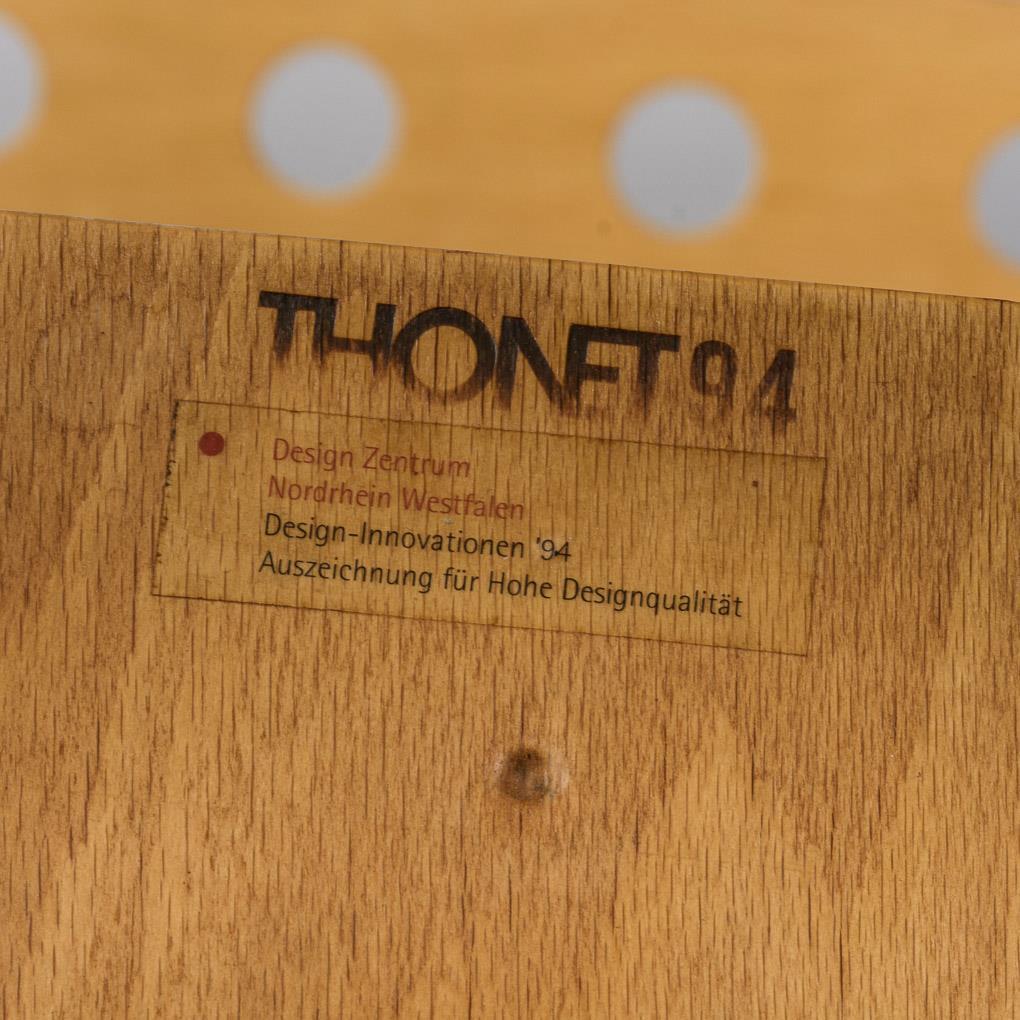 THONET 94
Design Zentrum
Nordrhein Westfalen
Design-Innovationen '94
Auszeichnung für Hohe Designqualität